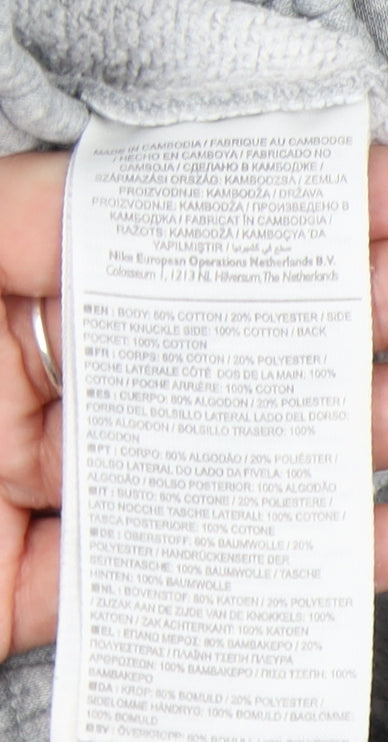 MADE IN CAMBODIA / FABRIQUE AU CAMBODGE
/ HECHO EN CAMBOYA / FABRICADO NO
CAMBOJA / СДЕЛАНО В КАМБОДЖЕ /
SZÁRMAZÁSI ORSZÁG: KAMBODZSA / ZEMLJA
PROIZVODNJE: KAMBODŽA / DRŽAVA
PROIZVODNJE: KAMBODŽA / ПРОИЗВЕДЕНО В
КАМБОДЖА / FABRICAT ÎN CAMBODGIA /
RAŽOTS: KAMBODŽĀ / KAMBOÇYA 'DA
YAPILMIŞTIR / صنع في كمبوديا
Nike European Operations Netherlands B.V.
Colosseum 1, 1213 NL Hilversum, The Netherlands
EN : BODY: 80% COTTON / 20% POLYESTER / SIDE
POCKET KNUCKLE SIDE: 100% COTTON / BACK
POCKET: 100% COTTON
FR : CORPS: 80% COTON / 20% POLYESTER /
POCHE LATÉRALE CÔTÉ DOS DE LA MAIN: 100%
COTON / POCHE ARRIÈRE: 100% COTON
ES : CUERPO: 80% ALGODÓN / 20% POLIÉSTER /
FORRO DEL BOLSILLO LATERAL LADO DEL DORSO:
100% ALGODÓN / BOLSILLO TRASERO: 100%
ALGODÓN
PT : CORPO: 80% ALGODÃO / 20% POLIÉSTER /
BOLSO LATERAL DO LADO DA FIVELA: 100%
ALGODÃO / BOLSO POSTERIOR: 100% ALGODÃO
IT : BUSTO: 80% COTONE / 20% POLIESTERE /
LATO NOCCHE TASCHE LATERALI: 100% COTONE /
TASCA POSTERIORE: 100% COTONE
DE : OBERSTOFF: 80% BAUMWOLLE / 20%
POLYESTER / HANDRÜCKENSEITE DER
SEITENTASCHE: 100% BAUMWOLLE / TASCHE
HINTEN: 100% BAUMWOLLE
NL : BOVENSTOF: 80% KATOEN / 20% POLYESTER
/ ZIJZAK AAN DE ZIJDE VAN DE KNOKKELS: 100%
KATOEN / ZAK ACHTERKANT: 100% KATOEN
EL : ΕΠΑΝΩ ΜΕΡΟΣ: 80% ΒΑΜΒΑΚΕΡΟ / 20%
ΠΟΛΥΕΣΤΕΡΑΣ / ΠΛΑΪΝΗ ΤΣΕΠΗ ΠΛΕΥΡΑ
ΑΡΘΡΩΣΕΩΝ: 100% ΒΑΜΒΑΚΕΡΟ / ΠΙΣΩ ΤΣΕΠΗ: 100%
ΒΑΜΒΑΚΕΡΟ
DA : KROP: 80% BOMULD / 20% POLYESTER /
SIDELOMME HÅNDRYG: 100% BOMULD / BAGLOMME:
100% BOMULD
SV : ÖVERKROPP: 80% BOMULL / 20%